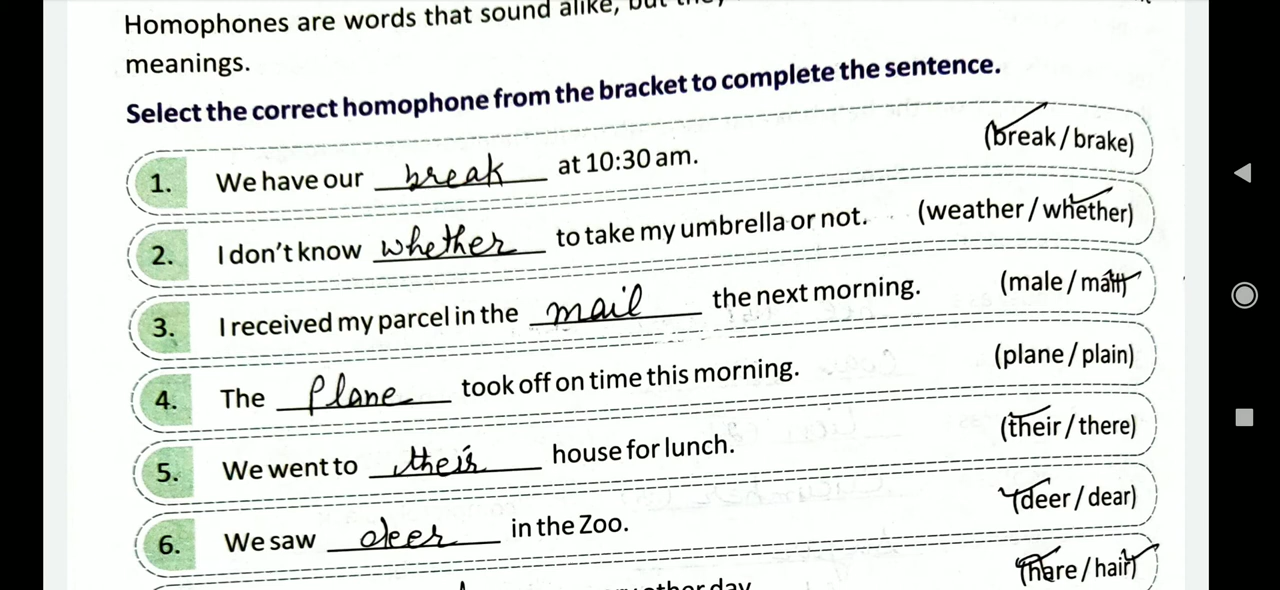 Homophones are words that sound alike, but
meanings.
Select the correct homophone from the bracket to complete the sentence.
1. We have our break at 10:30 am. (break / brake)
2. I don't know whether to take my umbrella or not. (weather / whether)
3. I received my parcel in the mail the next morning. (male / mail)
4. The Plane took off on time this morning. (plane / plain)
5. We went to their house for lunch. (their / there)
6. We saw deer in the Zoo. (deer / dear)
other day (hare / hair)